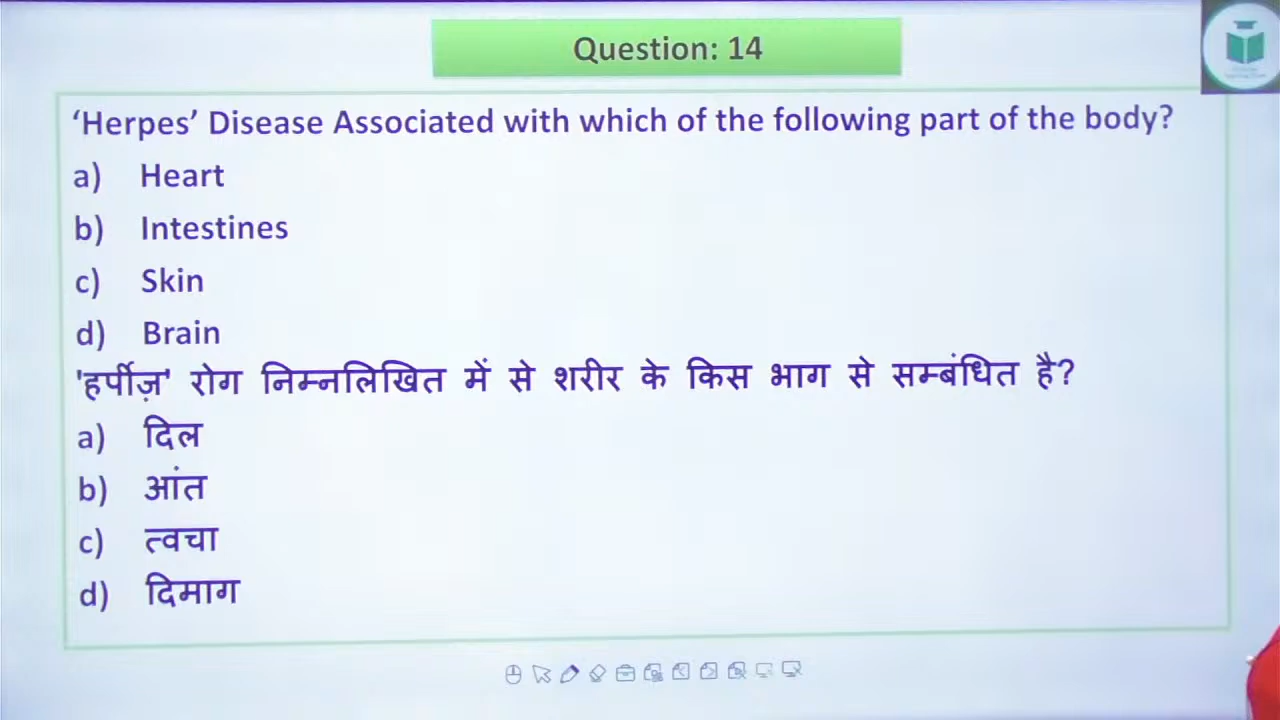 Question: 14
‘Herpes’ Disease Associated with which of the following part of the body?
a) Heart
b) Intestines
c) Skin
d) Brain
'हर्पीज़' रोग निम्नलिखित में से शरीर के किस भाग से सम्बंधित है?
a) दिल
b) आंत
c) त्वचा
d) दिमाग